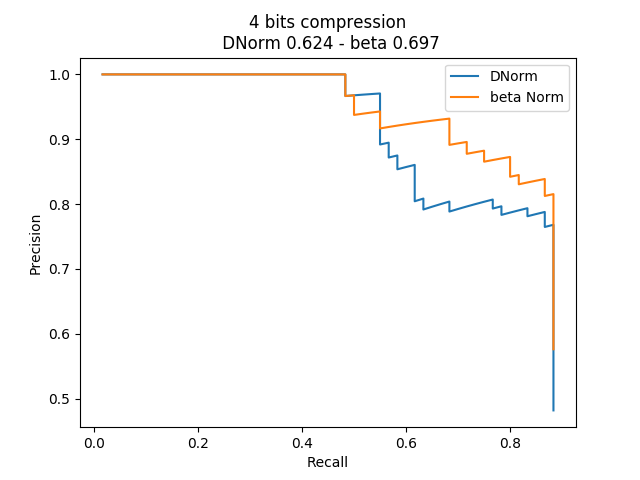 4 bits compression
DNorm 0.624 - beta 0.697
DNorm
beta Norm
1.0
0.9
0.8
0.7
0.6
0.5
Precision
0.0 0.2 0.4 0.6 0.8
Recall